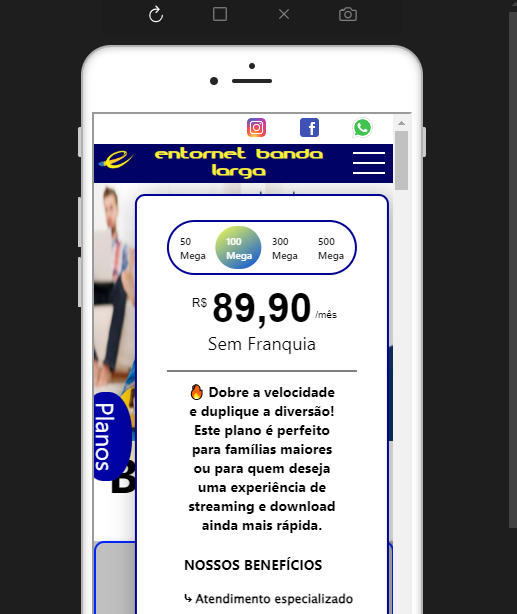 entornet banda
larga
50
Mega
100
Mega
300
Mega
500
Mega
R$ 89,90 /mês
Sem Franquia
🔥 Dobre a velocidade
e duplique a diversão!
Este plano é perfeito
para famílias maiores
ou para quem deseja
uma experiência de
streaming e download
ainda mais rápida.
Planos
B
NOSSOS BENEFÍCIOS
⤷ Atendimento especializado